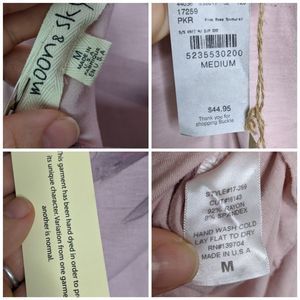 moon & sky
M
MADE
IN U.S.A
EN U.S.A
17259
PKR
5235530200
MEDIUM
$44.95
Thank you for
shopping Buckle
This garment has been hand dyed in order to
its unique character. Variation from one
another is normal.
STYLE#17-259
CUT#16143
92% RAYON
8% SPANDEX
HAND WASH COLD
LAY FLAT TO DRY
RN#139704
MADE IN U.S.A
M